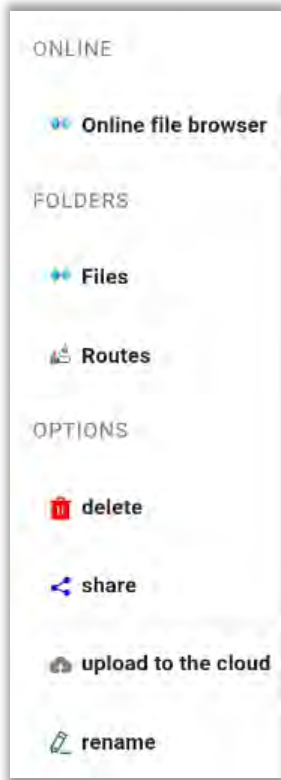 ONLINE
Online file browser
FOLDERS
Files
Routes
OPTIONS
delete
share
upload to the cloud
rename